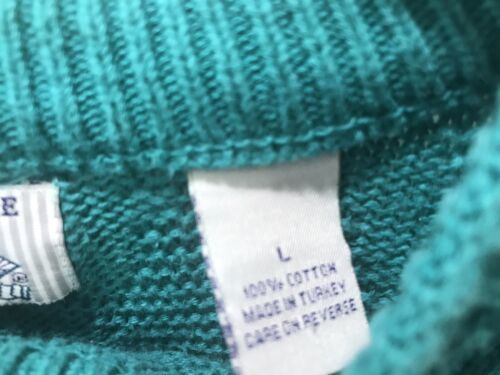 E
L
100% COTTON
MADE IN TURKEY
CARE ON REVERSE